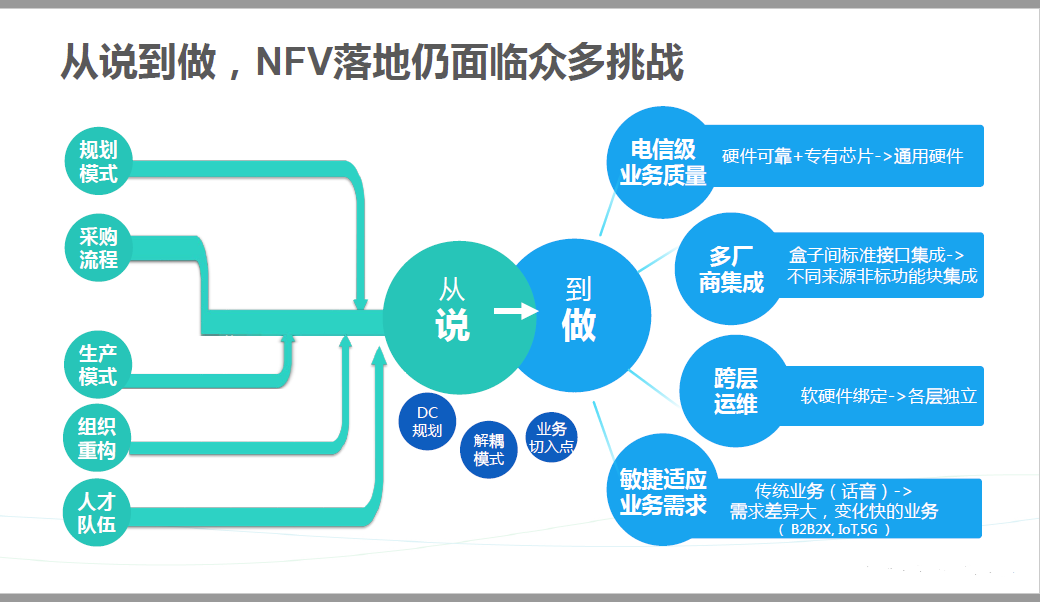 从说到做，NFV落地仍面临众多挑战
规划
模式
采购
流程
生产
模式
组织
重构
人才
队伍
从
说
到
做
DC
规划
解耦
模式
业务
切入点
电信级
业务质量
硬件可靠+专有芯片->通用硬件
多厂
商集成
盒子间标准接口集成->
不同来源非标功能块集成
跨层
运维
软硬件绑定->各层独立
敏捷适应
业务需求
传统业务（话音）->
需求差异大，变化快的业务
（ B2B2X, IoT,5G ）